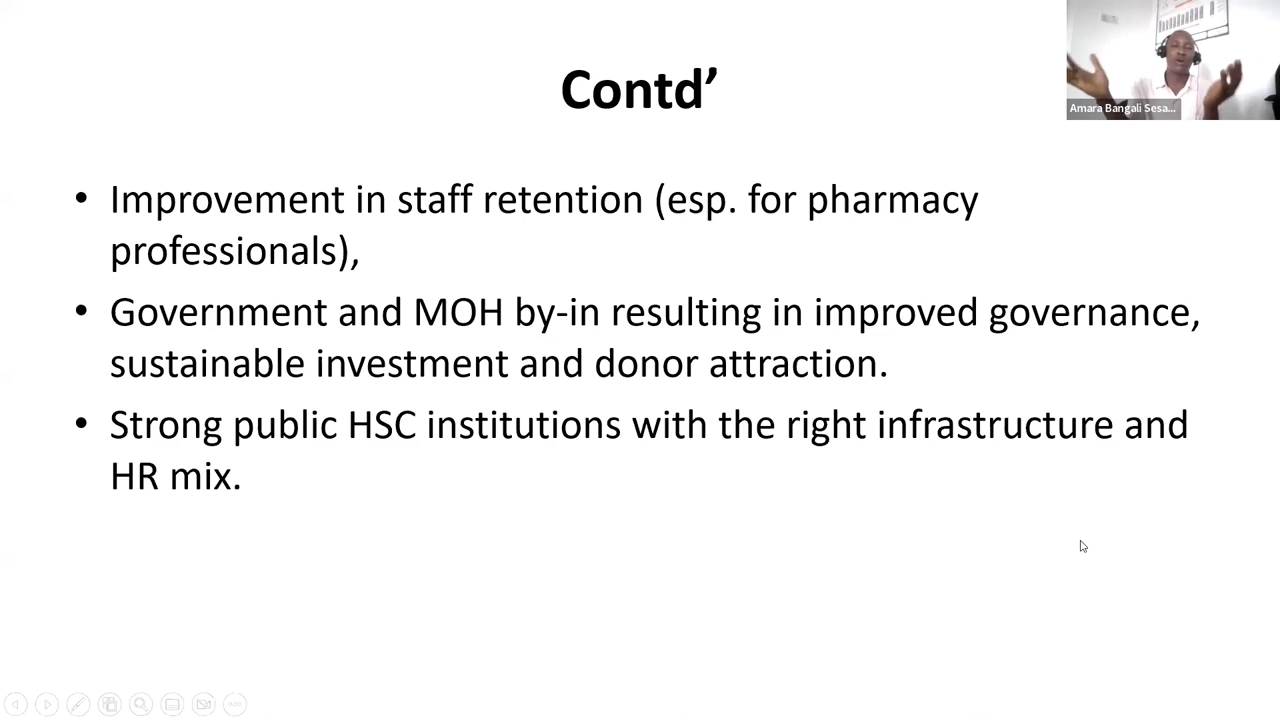 Contd’
Amara Bangali Sesa...
• Improvement in staff retention (esp. for pharmacy
professionals),
• Government and MOH by-in resulting in improved governance,
sustainable investment and donor attraction.
• Strong public HSC institutions with the right infrastructure and
HR mix.